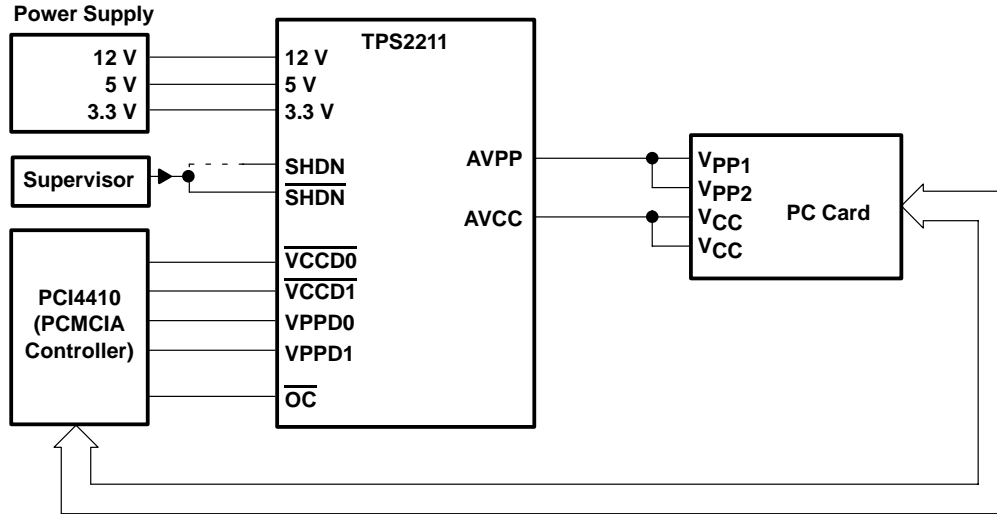 Power Supply
12 V
5 V
3.3 V
TPS2211
12 V
5 V
3.3 V
Supervisor
SHDN
SHDN
AVPP
AVCC
VPP1
VPP2
VCC
VCC
PC Card
PCI4410
(PCMCIA
Controller)
VCCD0
VCCD1
VPPD0
VPPD1
OC